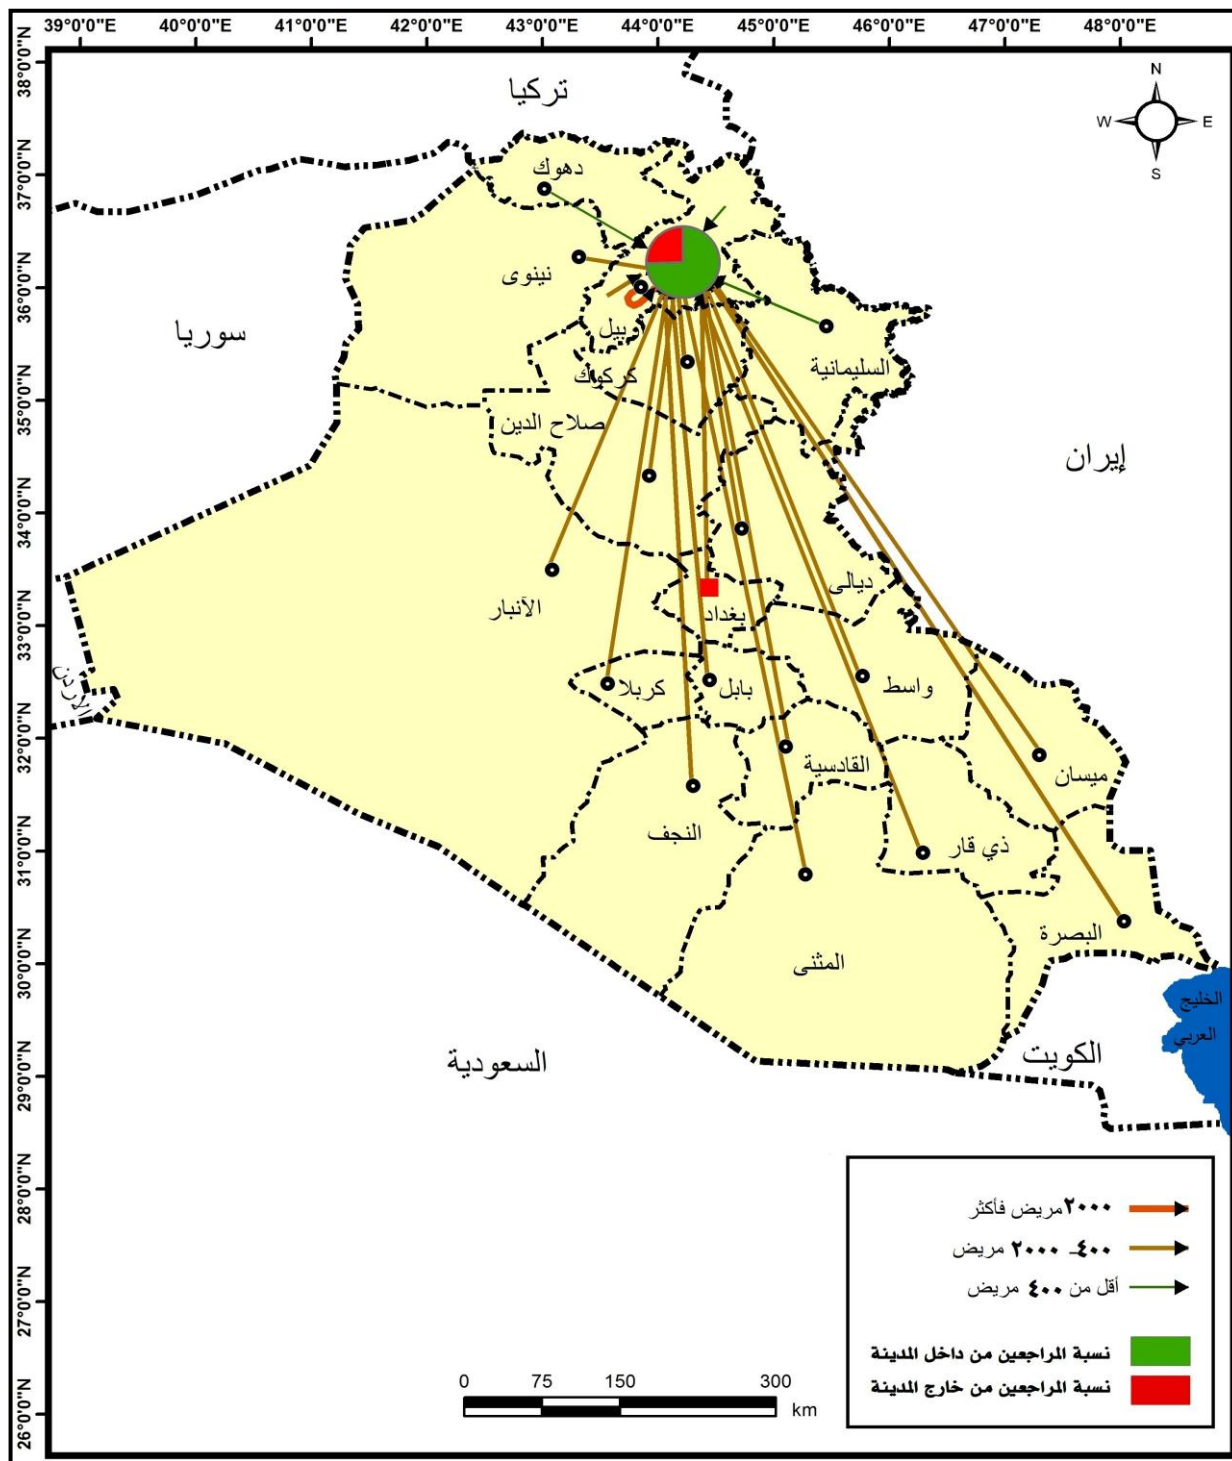 39°0'0"N 40°0'0"N 41°0'0"N 42°0'0"N 43°0'0"N 44°0'0"N 45°0'0"N 46°0'0"N 47°0'0"N 48°0'0"N
38°0'0"N
37°0'0"N
36°0'0"N
35°0'0"N
34°0'0"N
33°0'0"N
32°0'0"N
31°0'0"N
30°0'0"N
29°0'0"N
28°0'0"N
27°0'0"N
26°0'0"N
N
W E
S
تركيا
دهوك
نينوى
سوريا
وبيل
السليمانية
كركوك
صلاح الدين
إيران
ديالى
الآنبار
بغداد
الاردن
كربلا
بابل
واسط
القادسية
ميسان
النجف
ذي قار
البصرة
المثنى
الخليج
العربي
الكويت
السعودية
٢٠٠٠ مريض فأكثر
٤٠٠ـ ٢٠٠٠ مريض
أقل من ٤٠٠ مريض
نسبة المراجعين من داخل المدينة
نسبة المراجعين من خارج المدينة
0 75 150 300
km